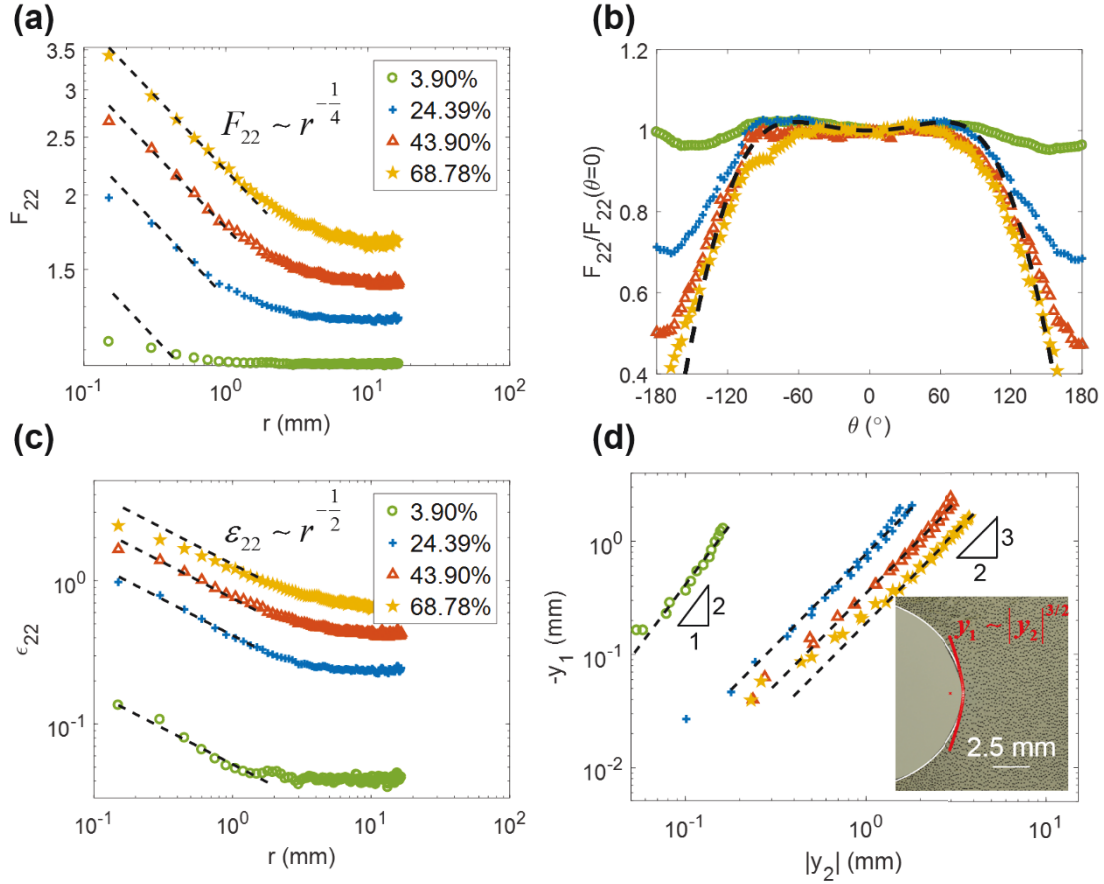 (a)
3.5
3
2.5
2
1.5
F22
10^-1
10^0
10^1
10^2
r (mm)
F22 ~ r^-1/4
3.90%
24.39%
43.90%
68.78%
(b)
1.2
1
0.8
0.6
0.4
F22/F22(θ=0)
-180
-120
-60
0
60
120
180
θ (°)
(c)
10^0
10^-1
ϵ22
10^-1
10^0
10^1
10^2
r (mm)
ε22 ~ r^-1/2
3.90%
24.39%
43.90%
68.78%
(d)
10^0
10^-1
10^-2
-y1 (mm)
10^-1
10^0
10^1
|y2| (mm)
2
1
3
2
y1 ~ |y2|^3/2
2.5 mm